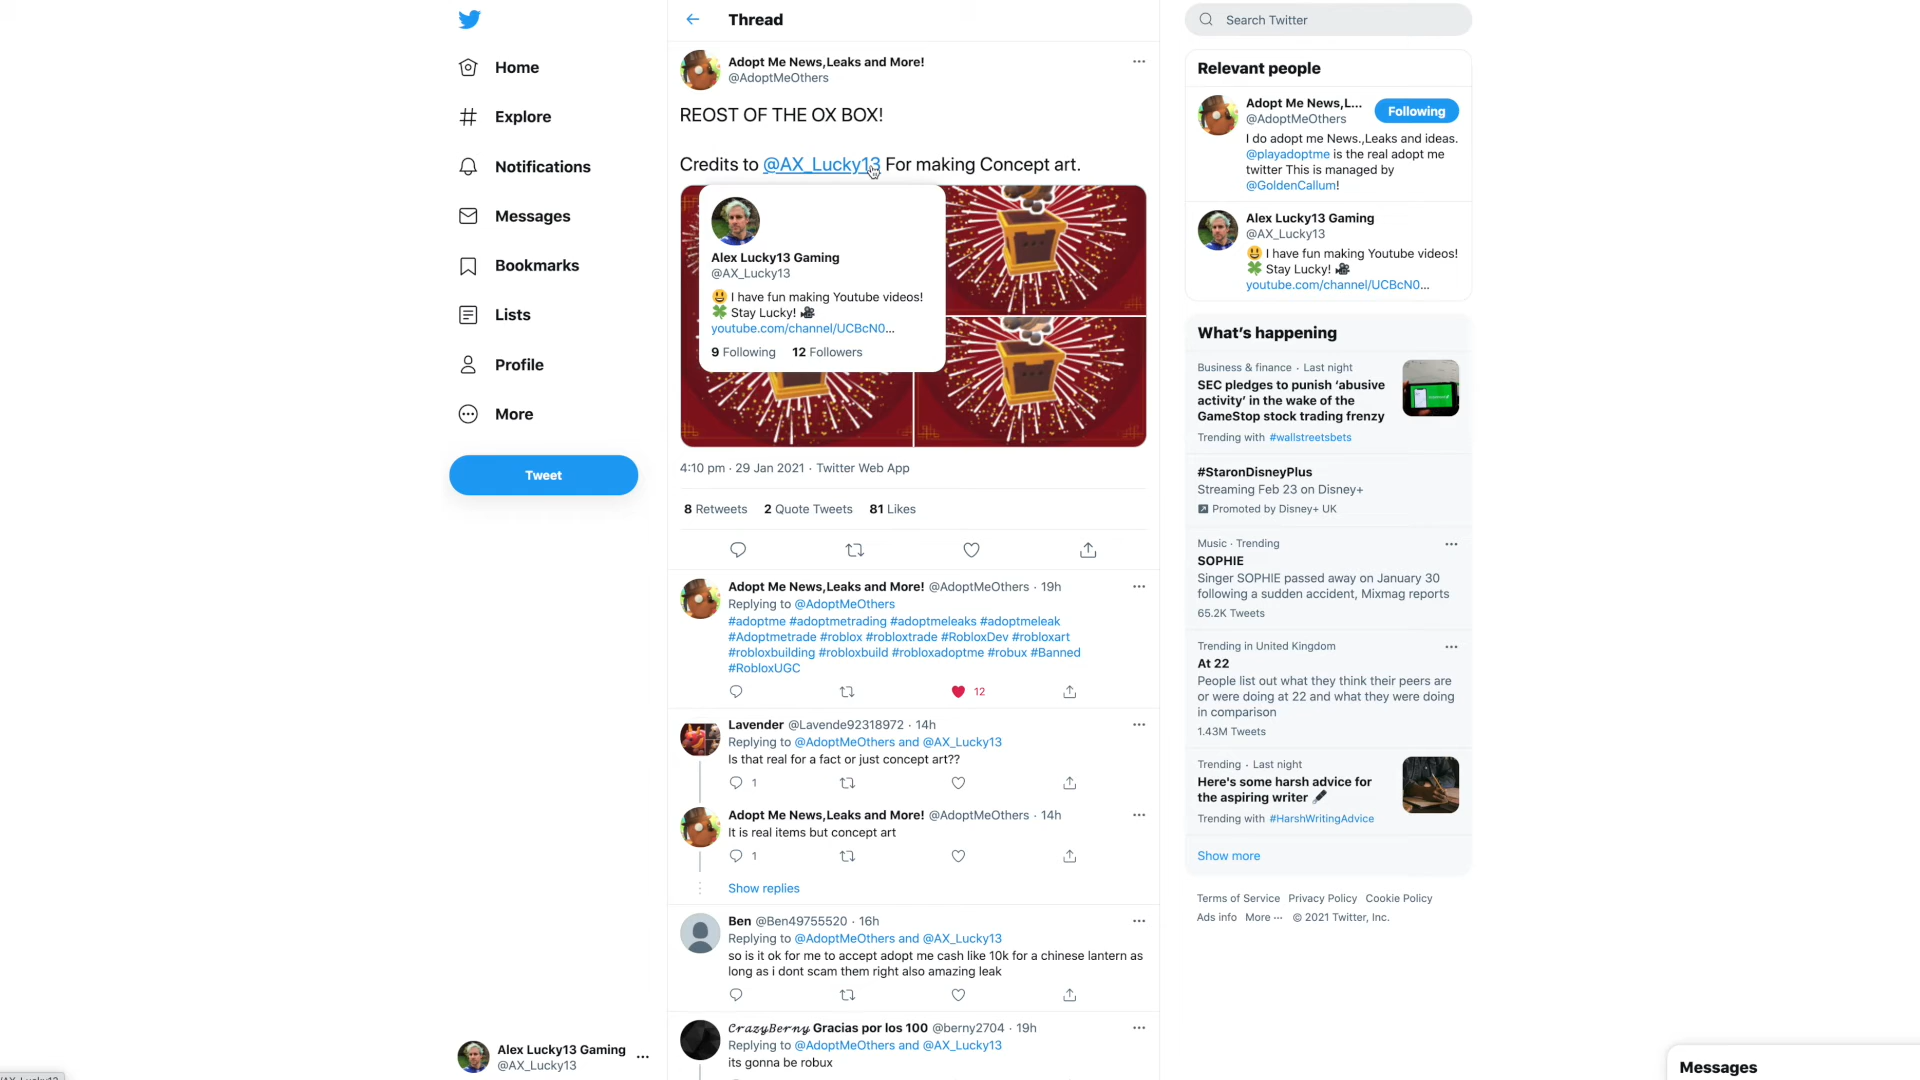 Home
Explore
Notifications
Messages
Bookmarks
Lists
Profile
More
Tweet
Alex Lucky13 Gaming
@AX_Lucky13
Thread
Adopt Me News,Leaks and More!
@AdoptMeOthers
REOST OF THE OX BOX!
Credits to @AX_Lucky13 For making Concept art.
Alex Lucky13 Gaming
@AX_Lucky13
I have fun making Youtube videos!
Stay Lucky!
youtube.com/channel/UCBcN0...
9 Following 12 Followers
4:10 pm · 29 Jan 2021 · Twitter Web App
8 Retweets 2 Quote Tweets 81 Likes
Adopt Me News,Leaks and More! @AdoptMeOthers · 19h
Replying to @AdoptMeOthers
#adoptme #adoptmetrading #adoptmeleaks #adoptmeleak
#Adoptmetrade #roblox #robloxtrade #RobloxDev #robloxart
#robloxbuilding #robloxbuild #robloxadoptme #robux #Banned
#RobloxUGC
12
Lavender @Lavende92318972 · 14h
Replying to @AdoptMeOthers and @AX_Lucky13
Is that real for a fact or just concept art??
1
Adopt Me News,Leaks and More! @AdoptMeOthers · 14h
It is real items but concept art
1
Show replies
Ben @Ben49755520 · 16h
Replying to @AdoptMeOthers and @AX_Lucky13
so is it ok for me to accept adopt me cash like 10k for a chinese lantern as
long as i dont scam them right also amazing leak
𝓒𝓻𝓪𝔃𝔂𝓑𝓮𝓻𝓷𝔂 Gracias por los 100 @berny2704 · 19h
Replying to @AdoptMeOthers and @AX_Lucky13
its gonna be robux
Search Twitter
Relevant people
Adopt Me News,L...
@AdoptMeOthers
Following
I do adopt me News.,Leaks and ideas.
@playadoptme is the real adopt me
twitter This is managed by
@GoldenCallum!
Alex Lucky13 Gaming
@AX_Lucky13
I have fun making Youtube videos!
Stay Lucky!
youtube.com/channel/UCBcN0...
What's happening
Business & finance · Last night
SEC pledges to punish 'abusive
activity' in the wake of the
GameStop stock trading frenzy
Trending with #wallstreetsbets
#StaronDisneyPlus
Streaming Feb 23 on Disney+
Promoted by Disney+ UK
Music · Trending
SOPHIE
Singer SOPHIE passed away on January 30
following a sudden accident, Mixmag reports
65.2K Tweets
Trending in United Kingdom
At 22
People list out what they think their peers are
or were doing at 22 and what they were doing
in comparison
1.43M Tweets
Trending · Last night
Here's some harsh advice for
the aspiring writer
Trending with #HarshWritingAdvice
Show more
Terms of Service Privacy Policy Cookie Policy
Ads info More ··· © 2021 Twitter, Inc.
Messages